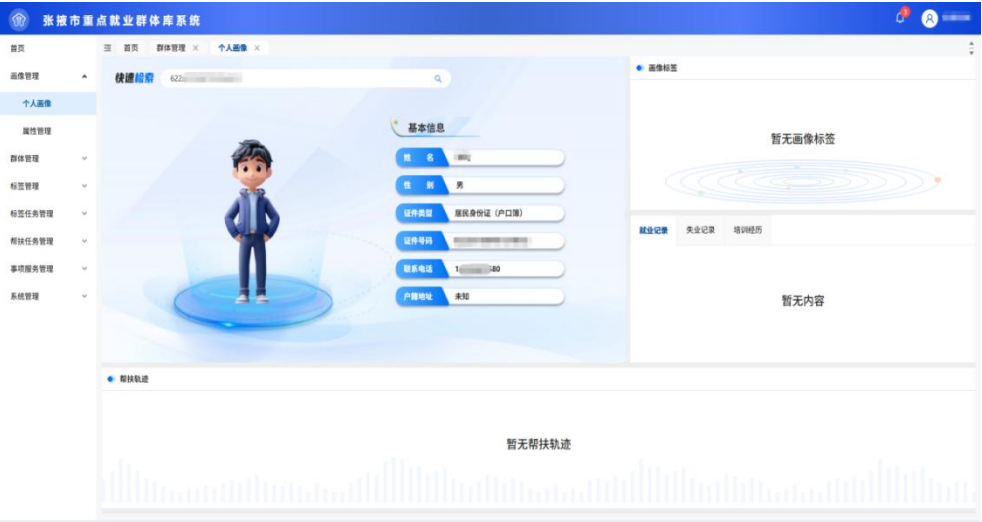 张掖市重点就业群体库系统
3
首页
画像管理
个人画像
属性管理
群体管理
标签管理
标签任务管理
帮扶任务管理
事项服务管理
系统管理
首页 群体管理 × 个人画像 ×
快速检索 622
基本信息
姓 名
性 别 男
证件类型 居民身份证（户口簿）
证件号码
联系电话 1 580
户籍地址 未知
画像标签
暂无画像标签
就业记录 失业记录 培训经历
暂无内容
帮扶轨迹
暂无帮扶轨迹